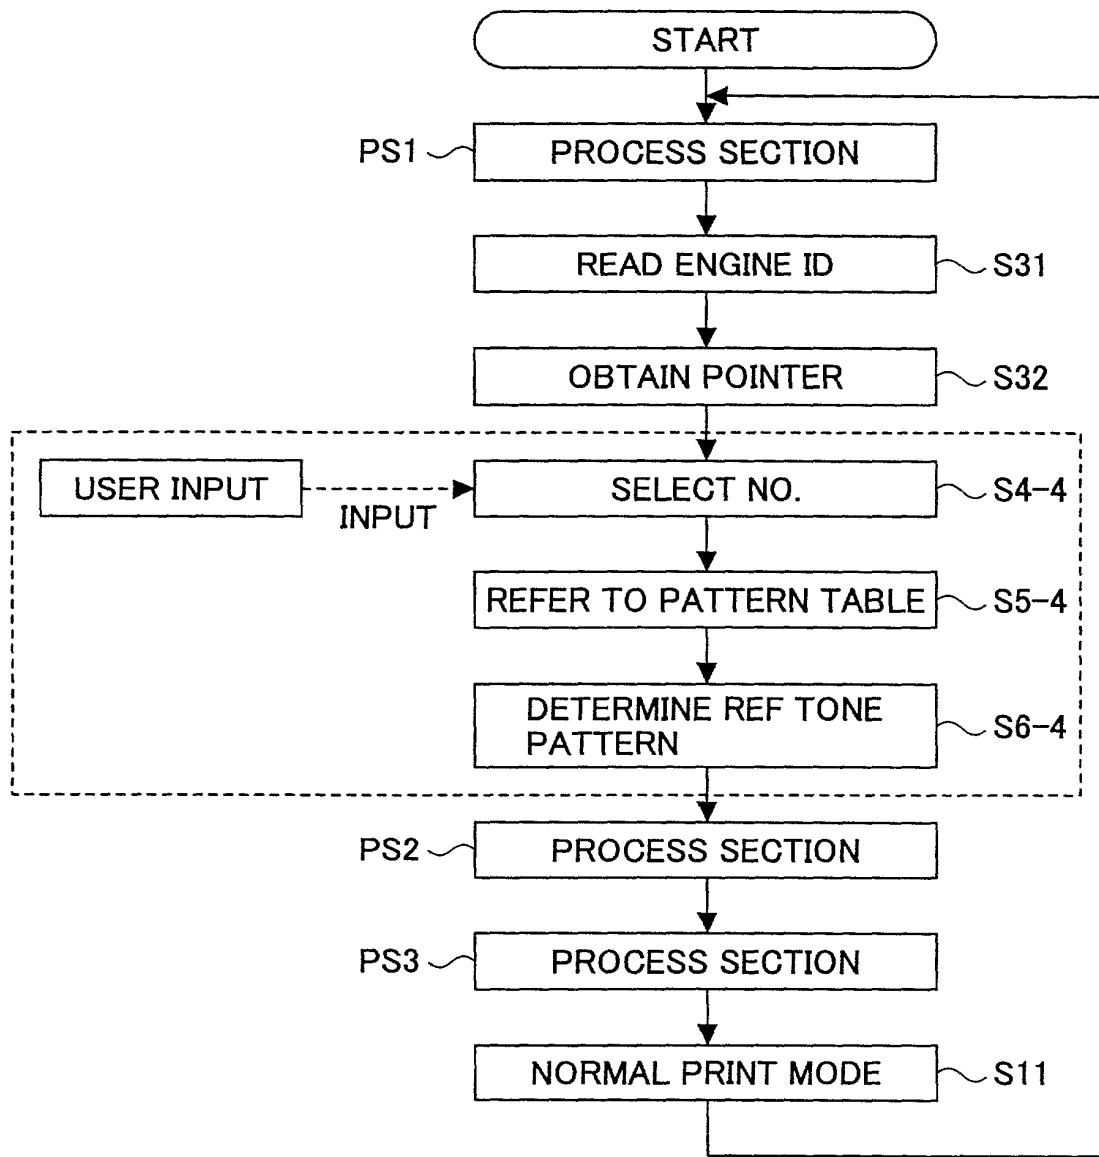 START
PS1
PROCESS SECTION
READ ENGINE ID
S31
OBTAIN POINTER
S32
USER INPUT
INPUT
SELECT NO.
S4-4
REFER TO PATTERN TABLE
S5-4
DETERMINE REF TONE
PATTERN
S6-4
PS2
PROCESS SECTION
PS3
PROCESS SECTION
NORMAL PRINT MODE
S11